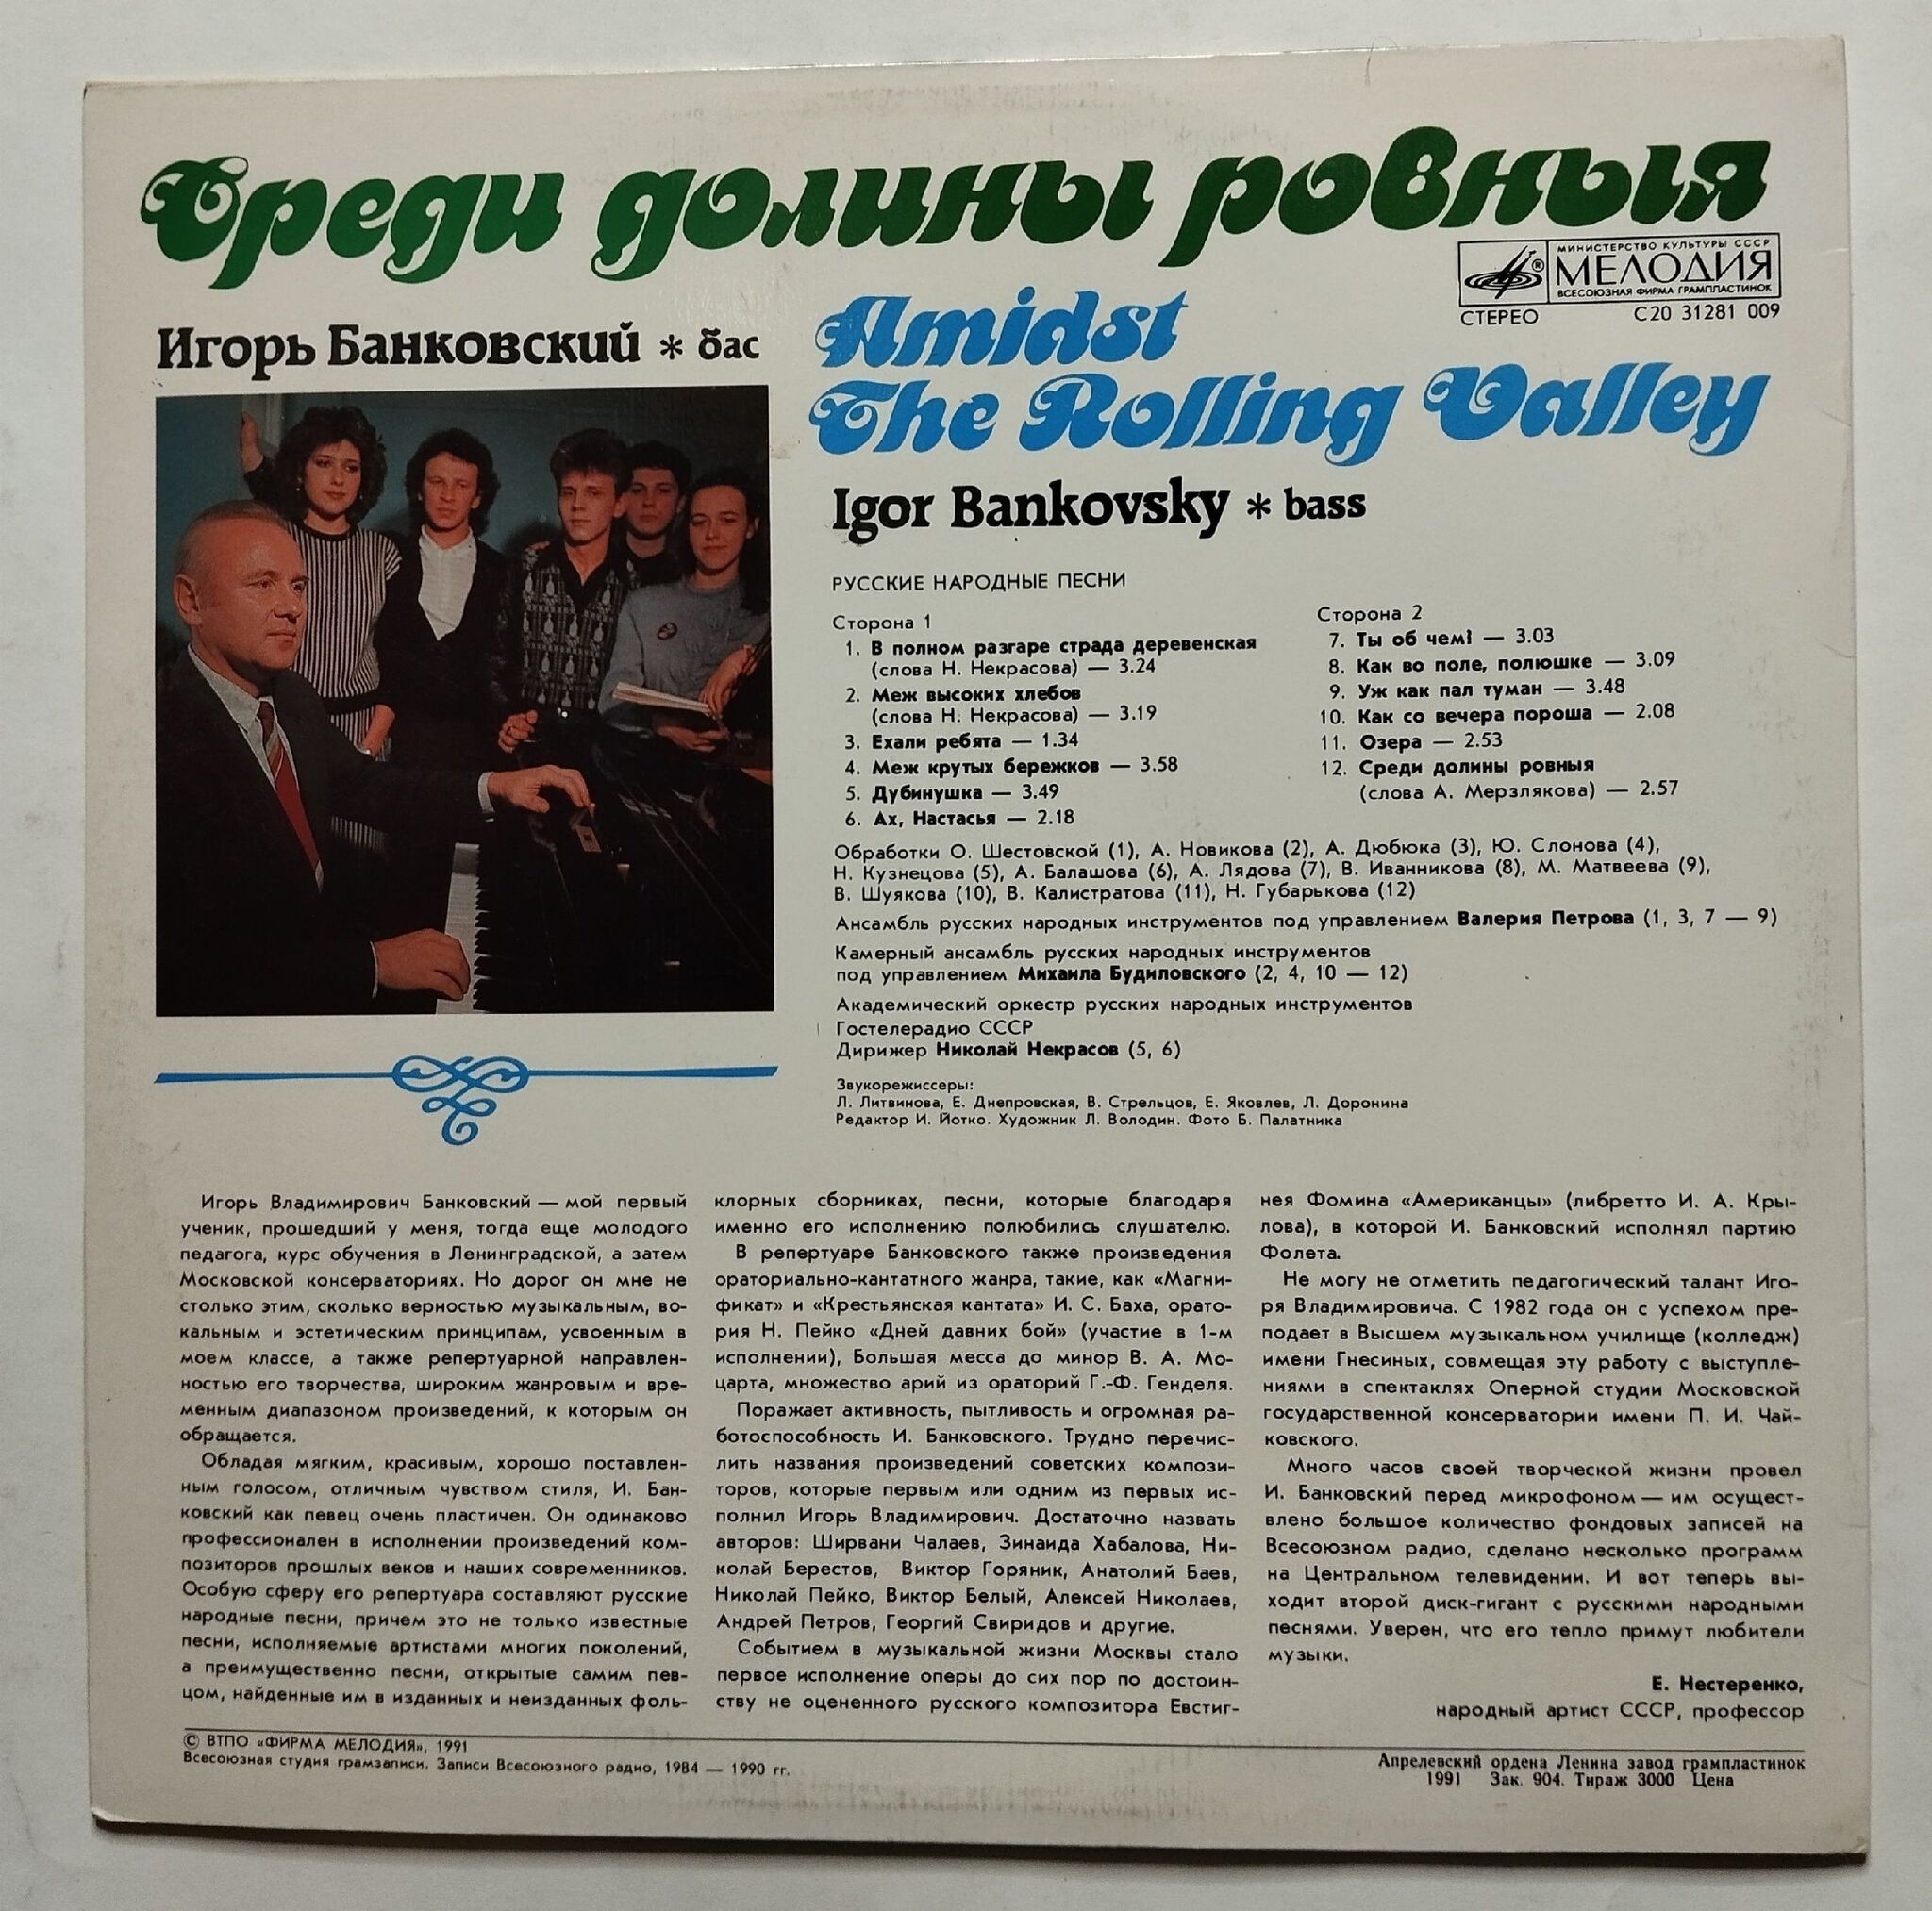 Среди долины ровныя
МИНИСТЕРСТВО КУЛЬТУРЫ СССР
МЕЛОДИЯ
ВСЕСОЮЗНАЯ ФИРМА ГРАМПЛАСТИНОК
СТЕРЕО С20 31281 009
Игорь Банковский * бас
Amidst
The Rolling Valley
Igor Bankovsky * bass
РУССКИЕ НАРОДНЫЕ ПЕСНИ
Сторона 1
1. В полном разгаре страда деревенская
(слова Н. Некрасова) — 3.24
2. Меж высоких хлебов
(слова Н. Некрасова) — 3.19
3. Ехали ребята — 1.34
4. Меж крутых бережков — 3.58
5. Дубинушка — 3.49
6. Ах, Настасья — 2.18
Сторона 2
7. Ты об чем? — 3.03
8. Как во поле, полюшке — 3.09
9. Уж как пал туман — 3.48
10. Как со вечера пороша — 2.08
11. Озера — 2.53
12. Среди долины ровныя
(слова А. Мерзлякова) — 2.57
Обработки О. Шестовской (1), А. Новикова (2), А. Дюбюка (3), Ю. Слонова (4),
Н. Кузнецова (5), А. Балашова (6), А. Лядова (7), В. Иванникова (8), М. Матвеева (9),
В. Шуякова (10), В. Калистратова (11), Н. Губарькова (12)
Ансамбль русских народных инструментов под управлением Валерия Петрова (1, 3, 7 — 9)
Камерный ансамбль русских народных инструментов
под управлением Михаила Будиловского (2, 4, 10 — 12)
Академический оркестр русских народных инструментов
Гостелерадио СССР
Дирижер Николай Некрасов (5, 6)
Звукорежиссеры:
Л. Литвинова, Е. Днепровская, В. Стрельцов, Е. Яковлев, Л. Доронина
Редактор И. Йотко. Художник Л. Володин. Фото Б. Палатника
Игорь Владимирович Банковский — мой первый
ученик, прошедший у меня, тогда еще молодого
педагога, курс обучения в Ленинградской, а затем
Московской консерваториях. Но дорог он мне не
столько этим, сколько верностью музыкальным, во-
кальным и эстетическим принципам, усвоенным в
моем классе, а также репертуарной направлен-
ностью его творчества, широким жанровым и вре-
менным диапазоном произведений, к которым он
обращается.
Обладая мягким, красивым, хорошо поставлен-
ным голосом, отличным чувством стиля, И. Бан-
ковский как певец очень пластичен. Он одинаково
профессионален в исполнении произведений ком-
позиторов прошлых веков и наших современников.
Особую сферу его репертуара составляют русские
народные песни, причем это не только известные
песни, исполняемые артистами многих поколений,
а преимущественно песни, открытые самим пев-
цом, найденные им в изданных и неизданных фоль-
клорных сборниках, песни, которые благодаря
именно его исполнению полюбились слушателю.
В репертуаре Банковского также произведения
ораториально-кантатного жанра, такие, как «Магни-
фикат» и «Крестьянская кантата» И. С. Баха, орато-
рия Н. Пейко «Дней давних бой» (участие в 1-м
исполнении), Большая месса до минор В. А. Мо-
царта, множество арий из ораторий Г.-Ф. Генделя.
Поражает активность, пытливость и огромная ра-
ботоспособность И. Банковского. Трудно перечис-
лить названия произведений советских компози-
торов, которые первым или одним из первых ис-
полнил Игорь Владимирович. Достаточно назвать
авторов: Ширвани Чалаев, Зинаида Хабалова, Ни-
колай Берестов, Виктор Горяник, Анатолий Баев,
Николай Пейко, Виктор Белый, Алексей Николаев,
Андрей Петров, Георгий Свиридов и другие.
Событием в музыкальной жизни Москвы стало
первое исполнение оперы до сих пор по достоин-
ству не оцененного русского композитора Евстиг-
нея Фомина «Американцы» (либретто И. А. Кры-
лова), в которой И. Банковский исполнял партию
Фолета.
Не могу не отметить педагогический талант Иго-
ря Владимировича. С 1982 года он с успехом пре-
подает в Высшем музыкальном училище (колледж)
имени Гнесиных, совмещая эту работу с выступле-
ниями в спектаклях Оперной студии Московской
государственной консерватории имени П. И. Чай-
ковского.
Много часов своей творческой жизни провел
И. Банковский перед микрофоном — им осущест-
влено большое количество фондовых записей на
Всесоюзном радио, сделано несколько программ
на Центральном телевидении. И вот теперь вы-
ходит второй диск-гигант с русскими народными
песнями. Уверен, что его тепло примут любители
музыки.
Е. Нестеренко,
народный артист СССР, профессор
© ВТПО «ФИРМА МЕЛОДИЯ», 1991
Всесоюзная студия грамзаписи. Записи Всесоюзного радио, 1984 — 1990 гг.
Апрелевский ордена Ленина завод грампластинок
1991 Зак. 904. Тираж 3000 Цена